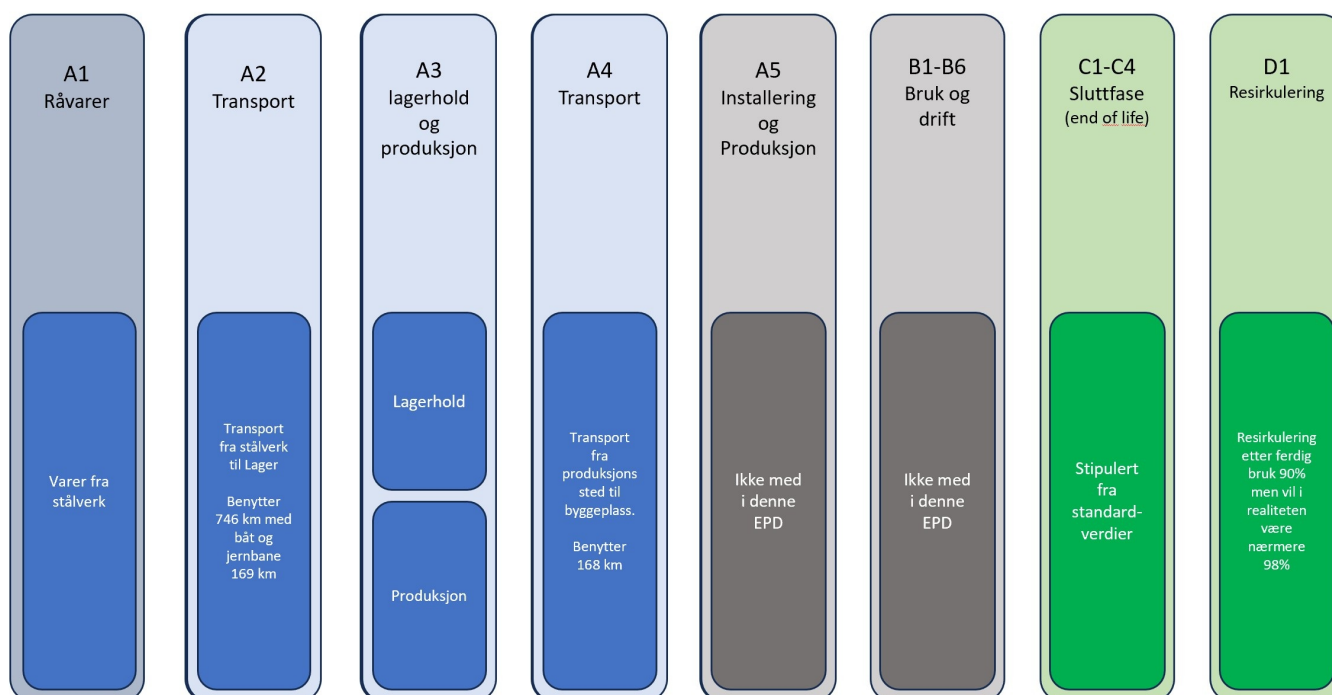 A1
Råvarer
Varer fra
stålverk
A2
Transport
Transport
fra stålverk
til Lager
Benytter
746 km med
båt og
jernbane
169 km
A3
lagerhold
og
produksjon
Lagerhold
Produksjon
A4
Transport
Transport
fra
produksjons
sted til
byggeplass.
Benytter
168 km
A5
Installering
og
Produksjon
Ikke med
i denne
EPD
B1-B6
Bruk og
drift
Ikke med
i denne
EPD
C1-C4
Sluttfase
(end of life)
Stipulert
fra
standard-
verdier
D1
Resirkulering
Resirkulering
etter ferdig
bruk 90%
men vil i
realiteten
være
nærmere
98%